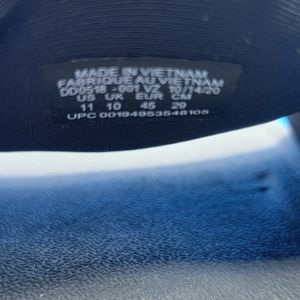 MADE IN VIETNAM
FABRIQUE AU VIETNAM
DD0518 -001 VZ 10/14/20
US UK EUR CM
11 10 45 29
UPC 00194953548105